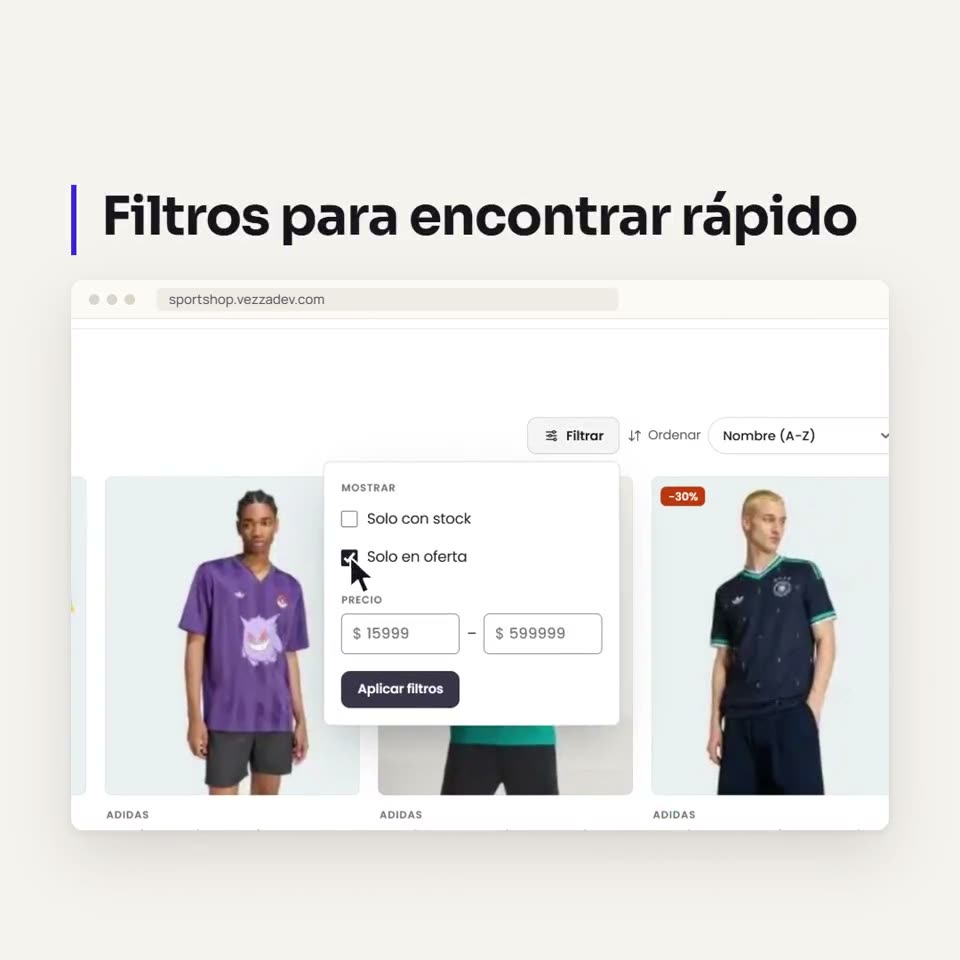 Filtros para encontrar rápido
sportshop.vezzadev.com
Filtrar
Ordenar
Nombre (A-Z)
MOSTRAR
Solo con stock
Solo en oferta
PRECIO
$ 15999 – $ 599999
Aplicar filtros
-30%
ADIDAS
ADIDAS
ADIDAS